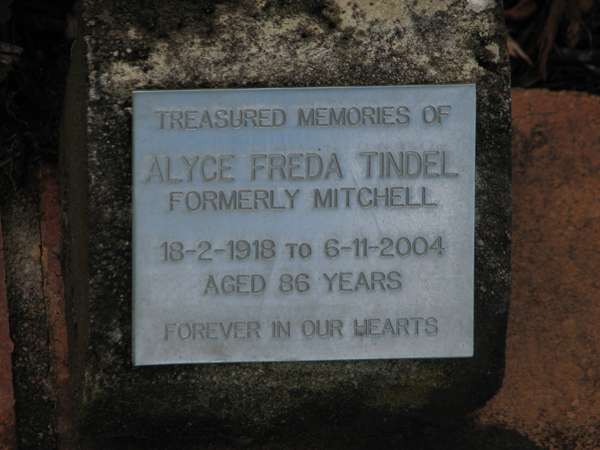 TREASURED MEMORIES OF
ALYCE FREDA TINDEL
FORMERLY MITCHELL
18-2-1918 TO 6-11-2004
AGED 86 YEARS
FOREVER IN OUR HEARTS